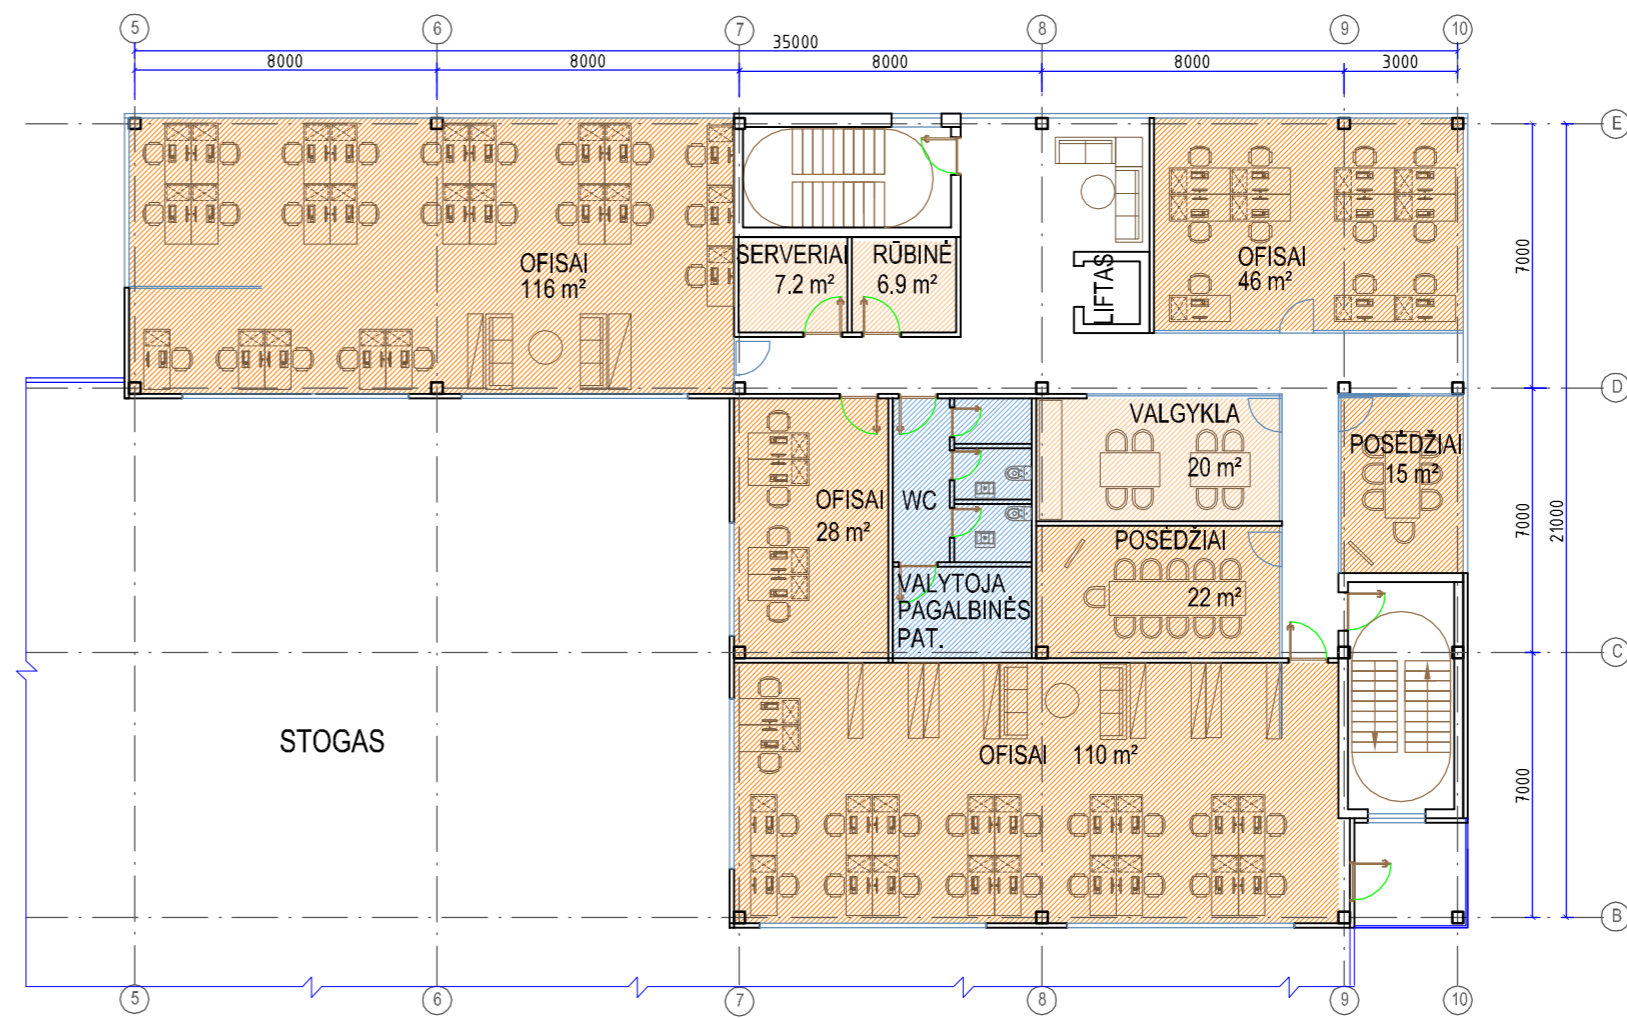 5 6 7 8 9 10
35000
8000 8000 8000 8000 3000
E
SERVERIAI
7.2 m²
RŪBINĖ
6.9 m²
LIFTAS
OFISAI
46 m²
OFISAI
116 m²
7000
D
VALGYKLA
20 m²
POSĖDŽIAI
15 m²
OFISAI
28 m²
WC
POSĖDŽIAI
22 m²
7000
21000
VALYTOJA
PAGALBINĖS
PAT.
C
STOGAS
OFISAI 110 m²
7000
B
5 6 7 8 9 10